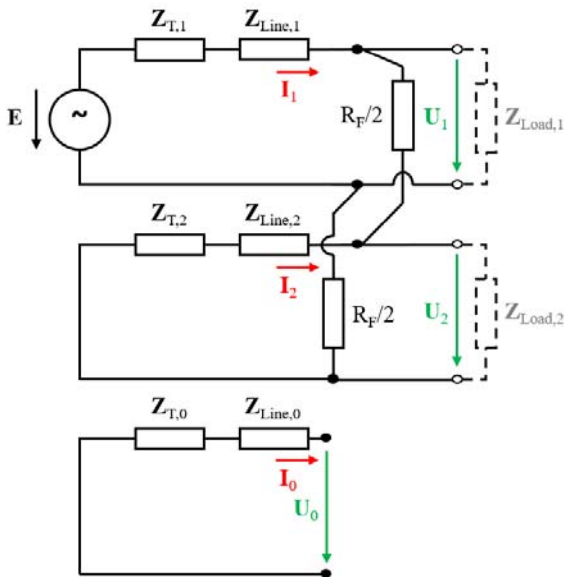 Z_T,1 Z_Line,1
I_1
E ~ R_F/2 U_1 Z_Load,1
Z_T,2 Z_Line,2
I_2
R_F/2 U_2 Z_Load,2
Z_T,0 Z_Line,0
I_0
U_0